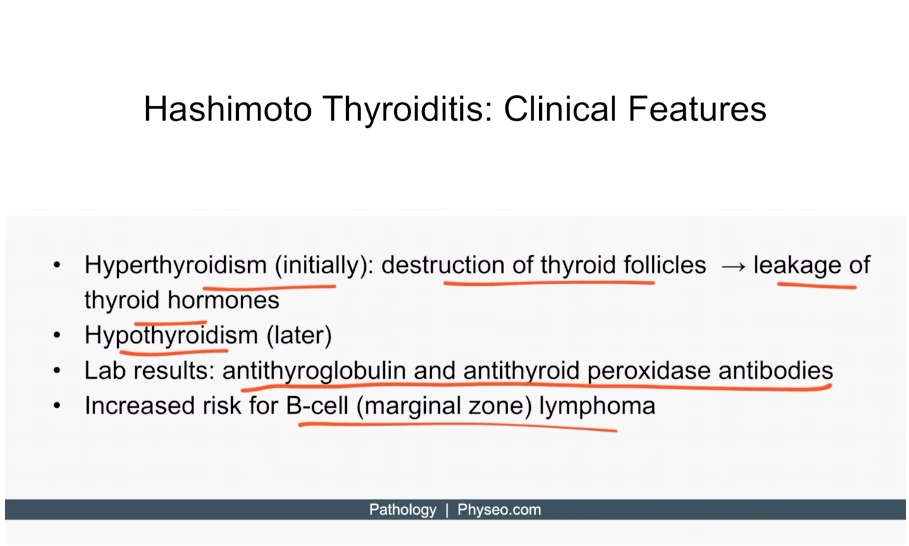 Hashimoto Thyroiditis: Clinical Features
• Hyperthyroidism (initially): destruction of thyroid follicles → leakage of
thyroid hormones
• Hypothyroidism (later)
• Lab results: antithyroglobulin and antithyroid peroxidase antibodies
• Increased risk for B-cell (marginal zone) lymphoma
Pathology | Physeo.com